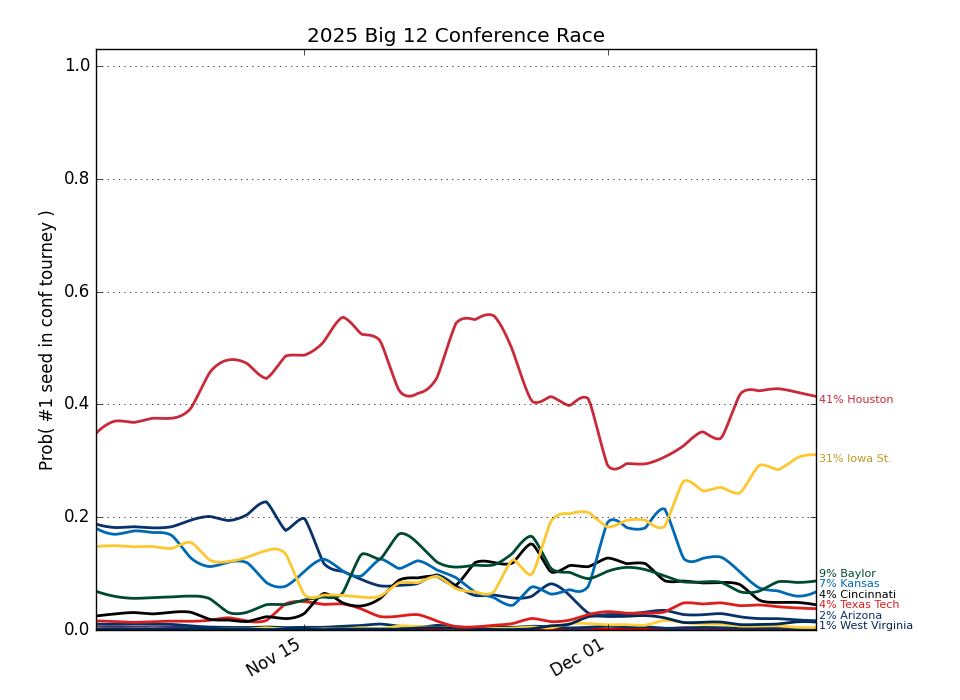 2025 Big 12 Conference Race
Prob( #1 seed in conf tourney )
1.0
0.8
0.6
0.4
0.2
0.0
Nov 15
Dec 01
41% Houston
31% Iowa St.
9% Baylor
7% Kansas
4% Cincinnati
4% Texas Tech
2% Arizona
1% West Virginia